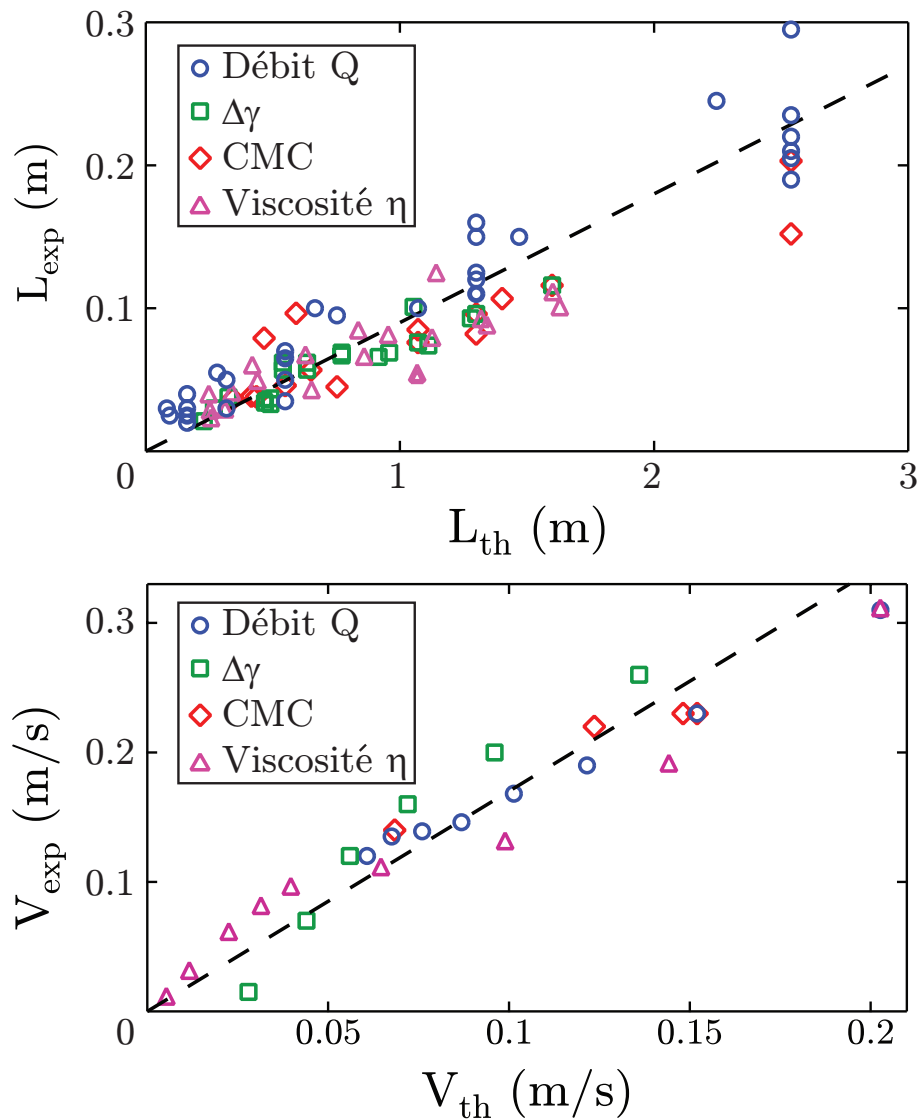 0.3
Débit Q
Δγ
CMC
Viscosité η
0.2
0.1
L_exp (m)
0
1
2
3
L_th (m)
0.3
Débit Q
Δγ
CMC
Viscosité η
0.2
0.1
V_exp (m/s)
0
0.05
0.1
0.15
0.2
V_th (m/s)